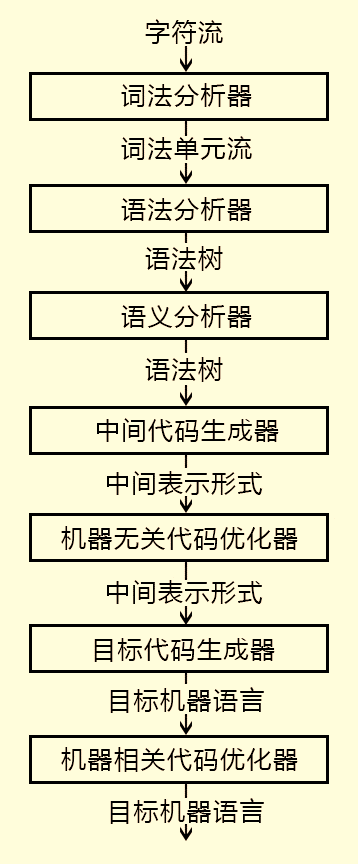 字符流
词法分析器
词法单元流
语法分析器
语法树
语义分析器
语法树
中间代码生成器
中间表示形式
机器无关代码优化器
中间表示形式
目标代码生成器
目标机器语言
机器相关代码优化器
目标机器语言